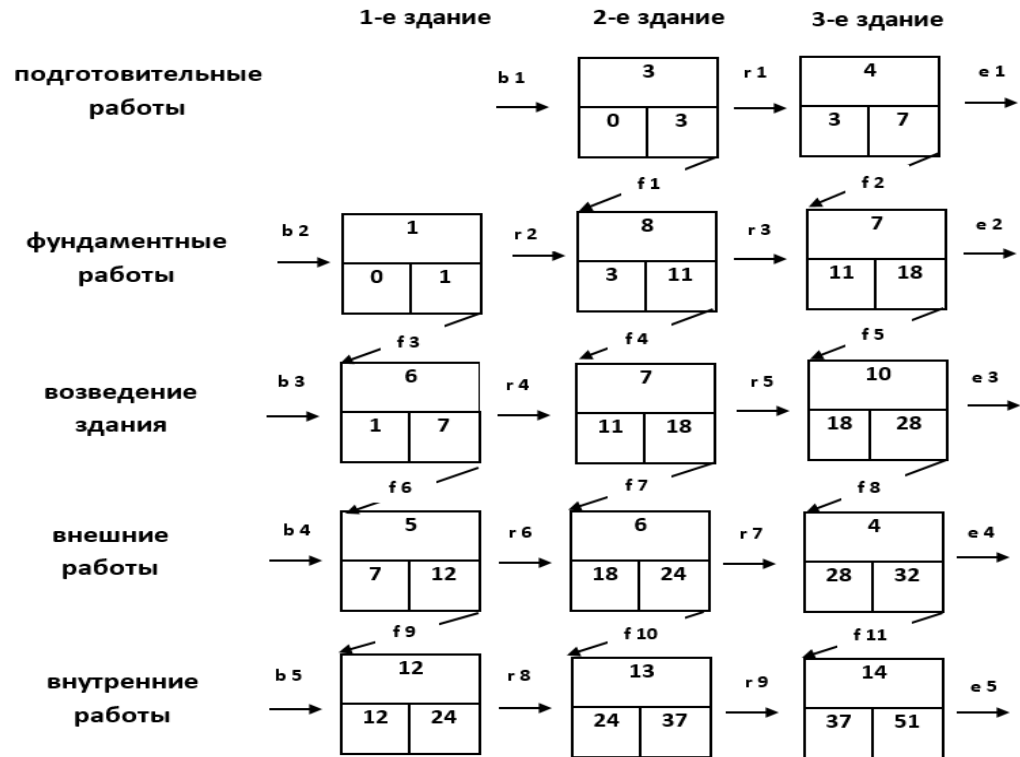 1-е здание 2-е здание 3-е здание
подготовительные
работы
b 1 3 r 1 4 e 1
0 3 3 7
f 1 f 2
фундаментные
работы
b 2 1 r 2 8 r 3 7 e 2
0 1 3 11 11 18
f 3 f 4 f 5
возведение
здания
b 3 6 r 4 7 r 5 10 e 3
1 7 11 18 18 28
f 6 f 7 f 8
внешние
работы
b 4 5 r 6 6 r 7 4 e 4
7 12 18 24 28 32
f 9 f 10 f 11
внутренние
работы
b 5 12 r 8 13 r 9 14 e 5
12 24 24 37 37 51